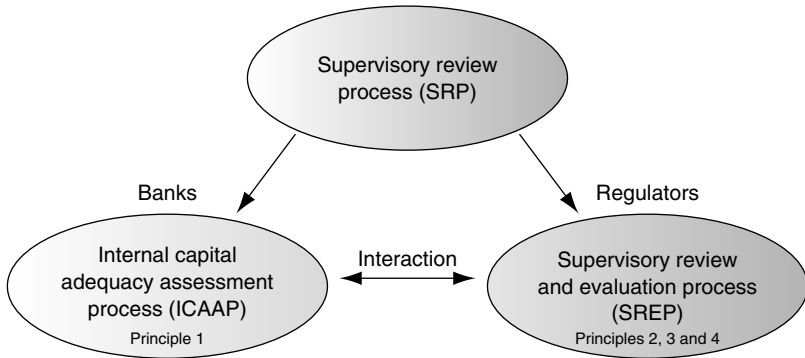 Supervisory review
process (SRP)
Banks
Regulators
Internal capital
adequacy assessment
process (ICAAP)
Principle 1
Interaction
Supervisory review
and evaluation process
(SREP)
Principles 2, 3 and 4